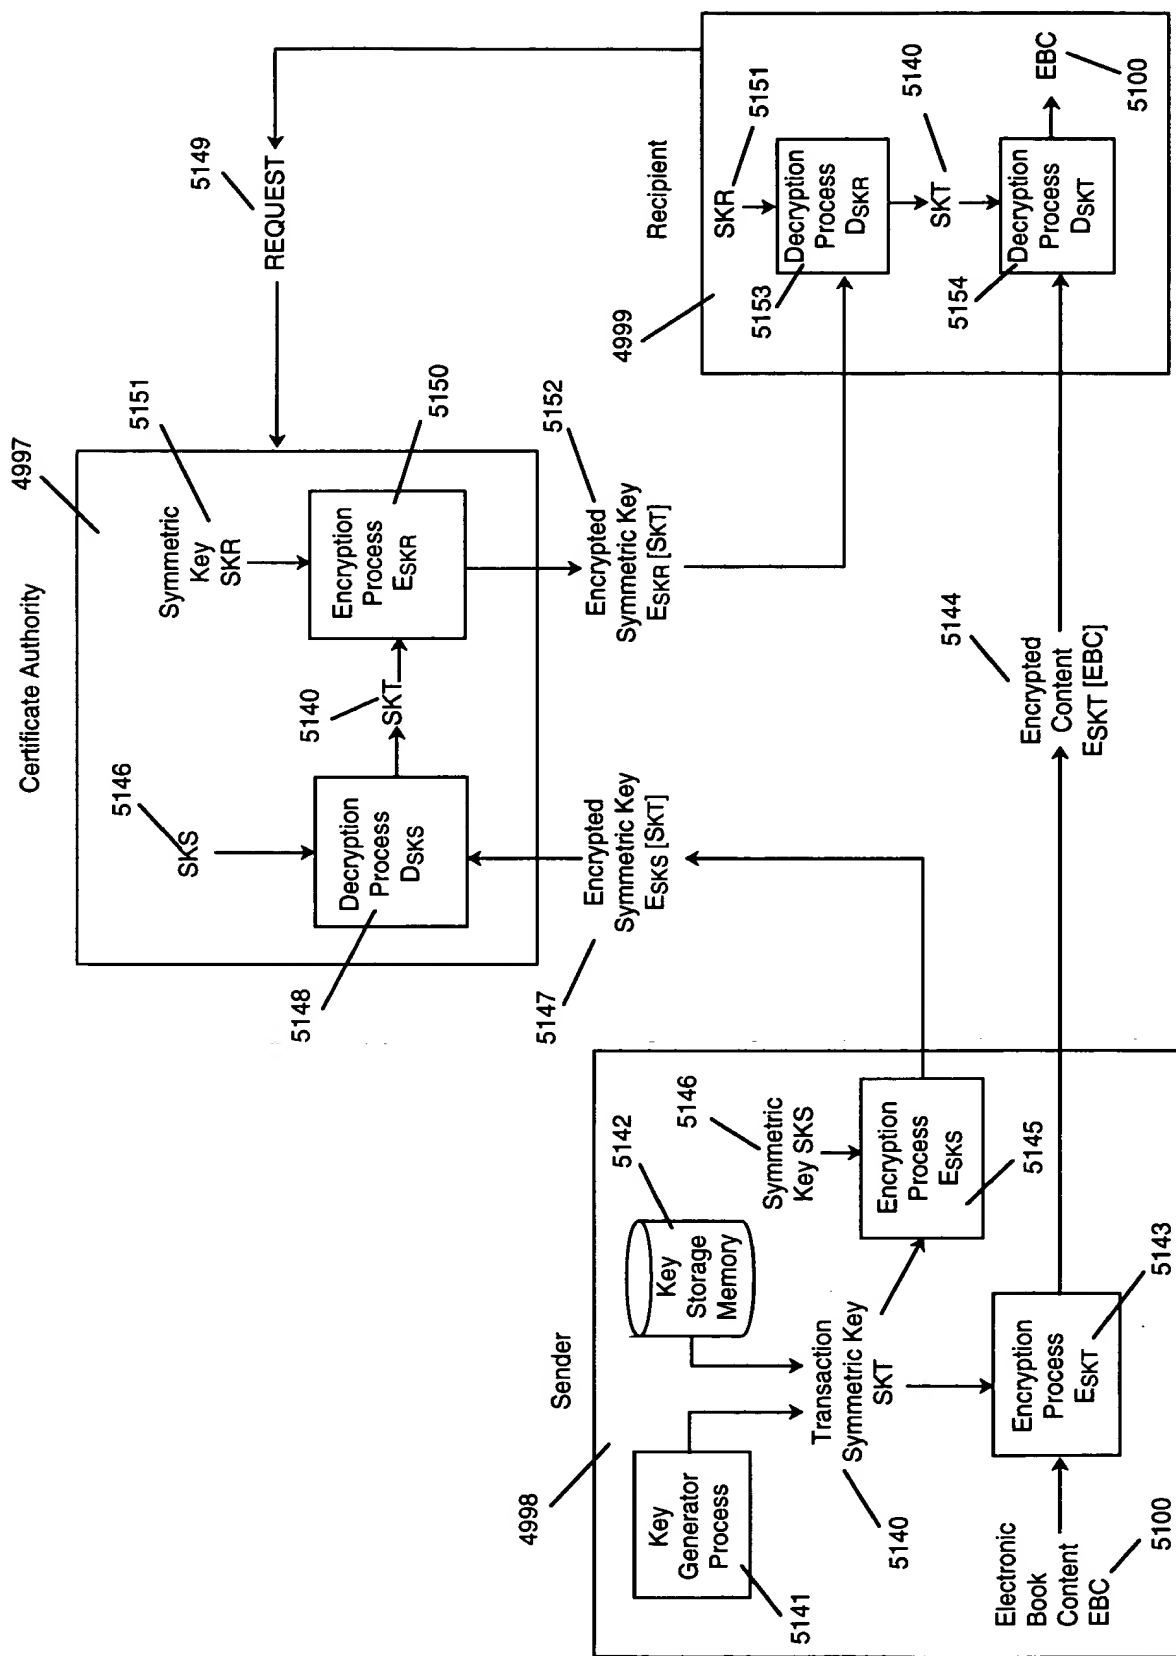 Certificate Authority
4997
5146
SKS
Decryption
Process
DSKS
5148
5140
SKT
Symmetric
Key
SKR
5151
Encryption
Process
ESKR
5150
5149
REQUEST
5147
Encrypted
Symmetric Key
ESKS [SKT]
Encrypted
Symmetric Key
ESKR [SKT]
5152
Sender
4998
Key
Generator
Process
5141
Key
Storage
Memory
5142
Transaction
Symmetric Key
SKT
5140
5146
Symmetric
Key SKS
Encryption
Process
ESKS
5145
Electronic
Book
Content
EBC
5100
Encryption
Process
ESKT
5143
5144
Encrypted
Content
ESKT [EBC]
Recipient
4999
SKR
5151
Decryption
Process
DSKR
5153
SKT
5140
Decryption
Process
DSKT
5154
EBC
5100